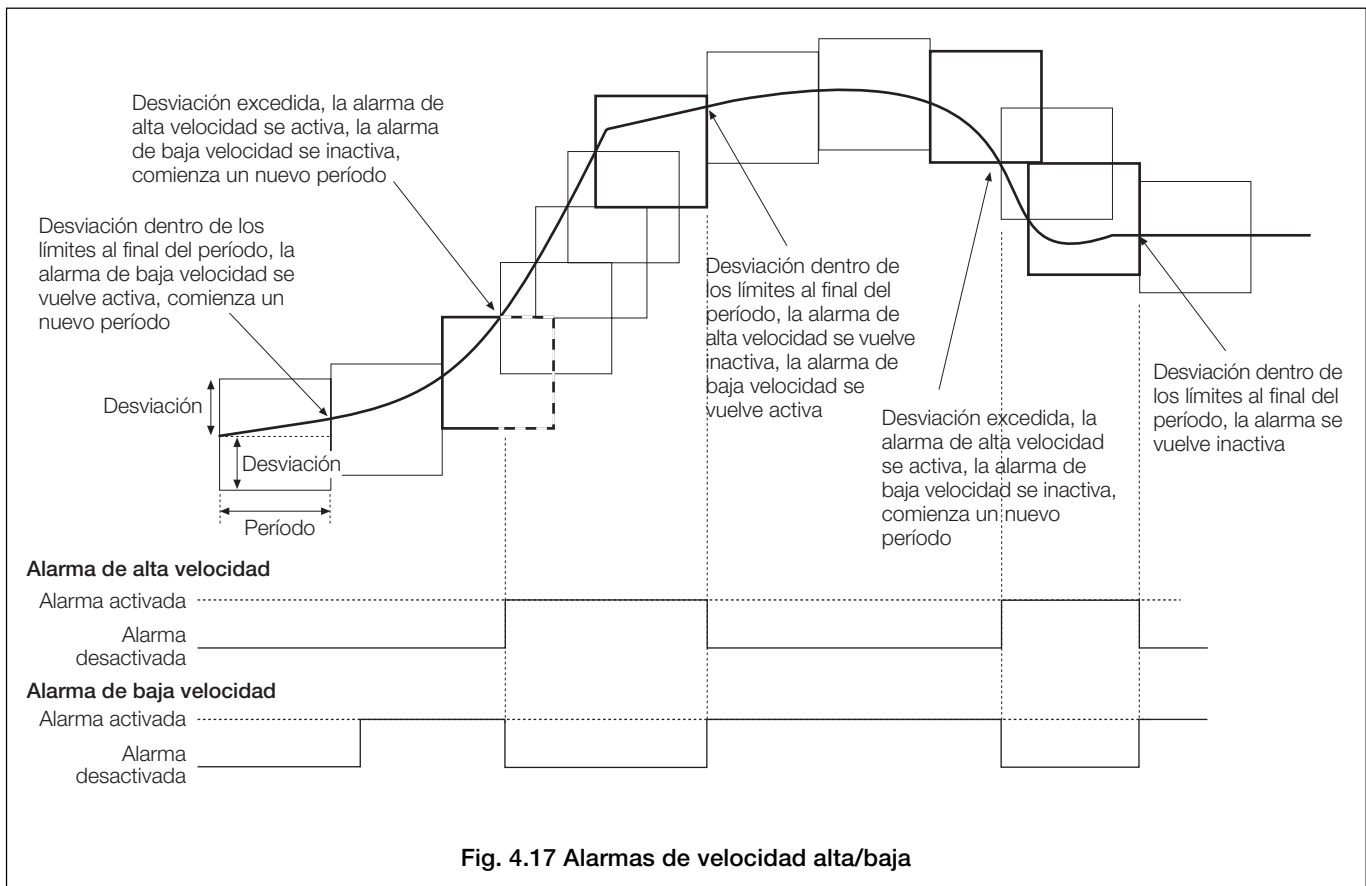 Desviación excedida, la alarma de
alta velocidad se activa, la alarma
de baja velocidad se inactiva,
comienza un nuevo período
Desviación dentro de los
límites al final del período, la
alarma de baja velocidad se
vuelve activa, comienza un
nuevo período
Desviación dentro de
los límites al final del
período, la alarma de
alta velocidad se vuelve
inactiva, la alarma de
baja velocidad se
vuelve activa
Desviación excedida, la
alarma de alta velocidad
se activa, la alarma de
baja velocidad se inactiva,
comienza un nuevo
período
Desviación dentro de
los límites al final del
período, la alarma se
vuelve inactiva
Desviación
Desviación
Período
Alarma de alta velocidad
Alarma activada
Alarma
desactivada
Alarma de baja velocidad
Alarma activada
Alarma
desactivada
Fig. 4.17 Alarmas de velocidad alta/baja